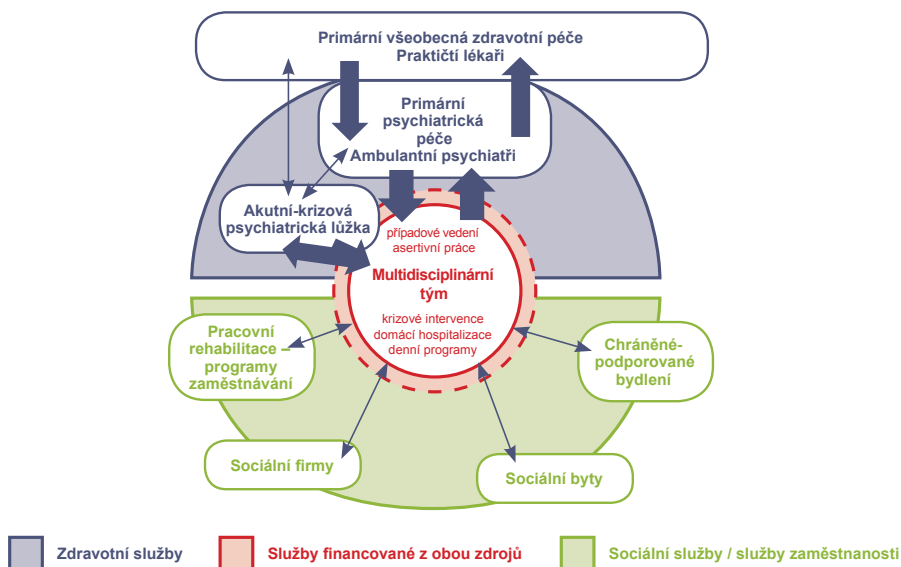 Primární všeobecná zdravotní péče
Praktičtí lékaři
Primární
psychiatrická
péče
Ambulantní psychiatři
Akutní-krizová
psychiatrická lůžka
případové vedení
asertivní práce
Multidisciplinární
tým
krizové intervence
domácí hospitalizace
denní programy
Pracovní
rehabilitace –
programy
zaměstnávání
Chráněné-
podporované
bydlení
Sociální firmy
Sociální byty
Zdravotní služby
Služby financované z obou zdrojů
Sociální služby / služby zaměstnanosti